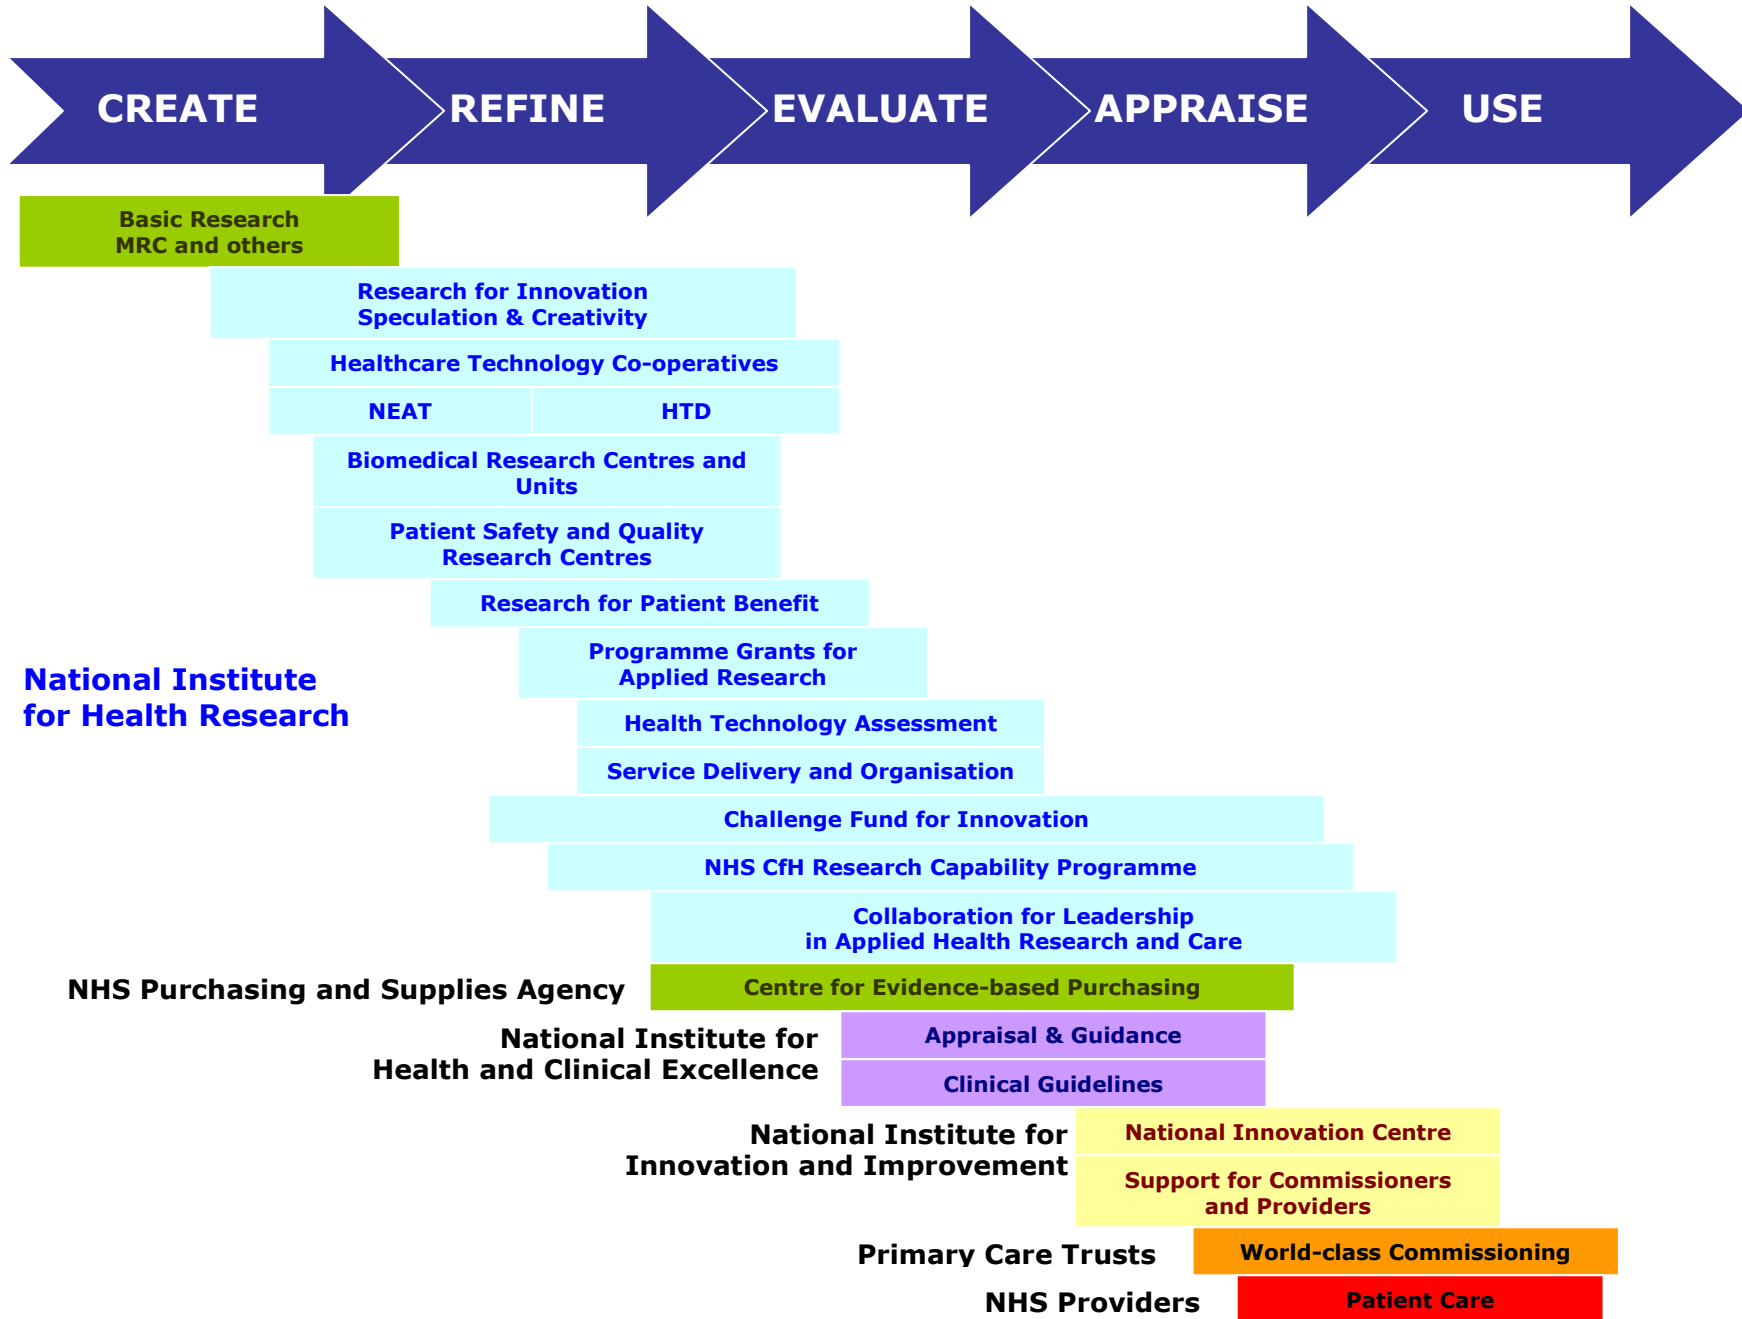 CREATE
REFINE
EVALUATE
APPRAISE
USE
Basic Research
MRC and others
Research for Innovation
Speculation & Creativity
Healthcare Technology Co-operatives
NEAT
HTD
Biomedical Research Centres and
Units
Patient Safety and Quality
Research Centres
Research for Patient Benefit
Programme Grants for
Applied Research
National Institute
for Health Research
Health Technology Assessment
Service Delivery and Organisation
Challenge Fund for Innovation
NHS CfH Research Capability Programme
Collaboration for Leadership
in Applied Health Research and Care
NHS Purchasing and Supplies Agency
Centre for Evidence-based Purchasing
National Institute for
Health and Clinical Excellence
Appraisal & Guidance
Clinical Guidelines
National Institute for
Innovation and Improvement
National Innovation Centre
Support for Commissioners
and Providers
Primary Care Trusts
World-class Commissioning
NHS Providers
Patient Care